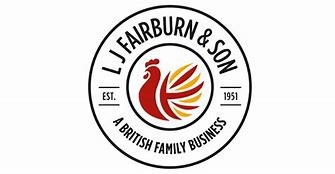 L J FAIRBURN & SON
EST. 1951
A BRITISH FAMILY BUSINESS